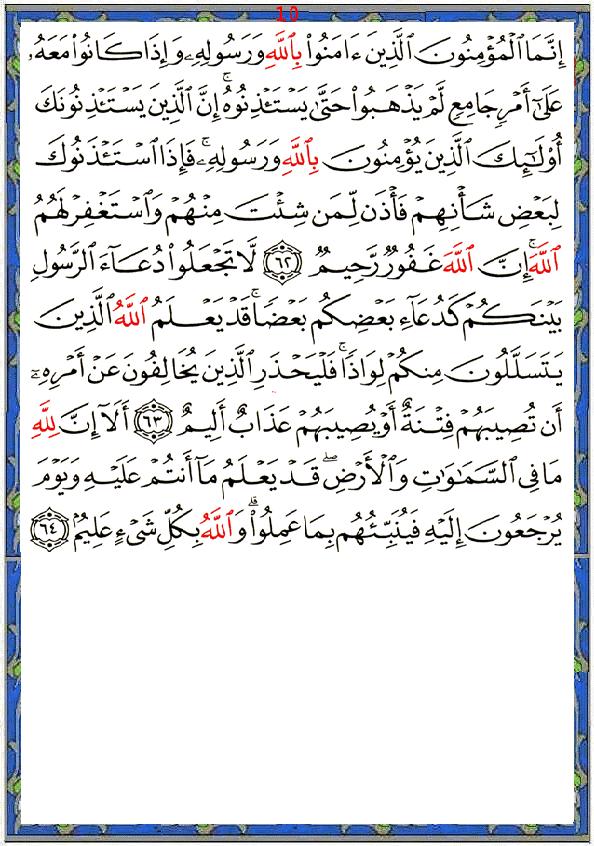 10
إِنَّمَا ٱلْمُؤْمِنُونَ ٱلَّذِينَ ءَامَنُوا۟ بِٱللَّهِ وَرَسُولِهِۦ وَإِذَا كَانُوا۟ مَعَهُۥ
عَلَىٰٓ أَمْرٍ جَامِعٍ لَّمْ يَذْهَبُوا۟ حَتَّىٰ يَسْتَـْٔذِنُوهُ ۚ إِنَّ ٱلَّذِينَ يَسْتَـْٔذِنُونَكَ
أُو۟لَـٰٓئِكَ ٱلَّذِينَ يُؤْمِنُونَ بِٱللَّهِ وَرَسُولِهِۦ ۚ فَإِذَا ٱسْتَـْٔذَنُوكَ
لِبَعْضِ شَأْنِهِمْ فَأْذَن لِّمَن شِئْتَ مِنْهُمْ وَٱسْتَغْفِرْ لَهُمُ
ٱللَّهَ ۚ إِنَّ ٱللَّهَ غَفُورٌ رَّحِيمٌ ٦٢ لَّا تَجْعَلُوا۟ دُعَآءَ ٱلرَّسُولِ
بَيْنَكُمْ كَدُعَآءِ بَعْضِكُم بَعْضًا ۚ قَدْ يَعْلَمُ ٱللَّهُ ٱلَّذِينَ
يَتَسَلَّلُونَ مِنكُمْ لِوَاذًا ۚ فَلْيَحْذَرِ ٱلَّذِينَ يُخَالِفُونَ عَنْ أَمْرِهِۦٓ
أَن تُصِيبَهُمْ فِتْنَةٌ أَوْ يُصِيبَهُمْ عَذَابٌ أَلِيمٌ ٦٣ أَلَآ إِنَّ لِلَّهِ
مَا فِى ٱلسَّمَـٰوَٰتِ وَٱلْأَرْضِ ۖ قَدْ يَعْلَمُ مَآ أَنتُمْ عَلَيْهِ وَيَوْمَ
يُرْجَعُونَ إِلَيْهِ فَيُنَبِّئُهُم بِمَا عَمِلُوا۟ ۗ وَٱللَّهُ بِكُلِّ شَىْءٍ عَلِيمٌۢ ٦٤